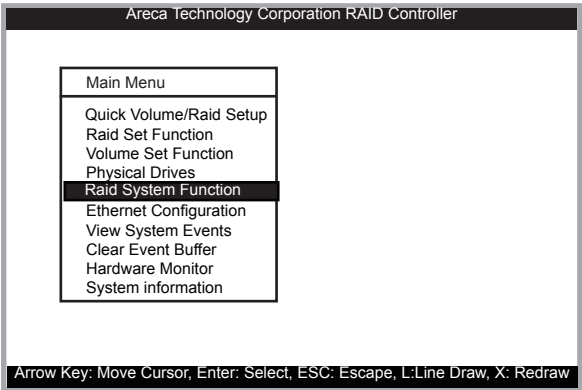 Areca Technology Corporation RAID Controller
Main Menu
Quick Volume/Raid Setup
Raid Set Function
Volume Set Function
Physical Drives
Raid System Function
Ethernet Configuration
View System Events
Clear Event Buffer
Hardware Monitor
System information
Arrow Key: Move Cursor, Enter: Select, ESC: Escape, L:Line Draw, X: Redraw